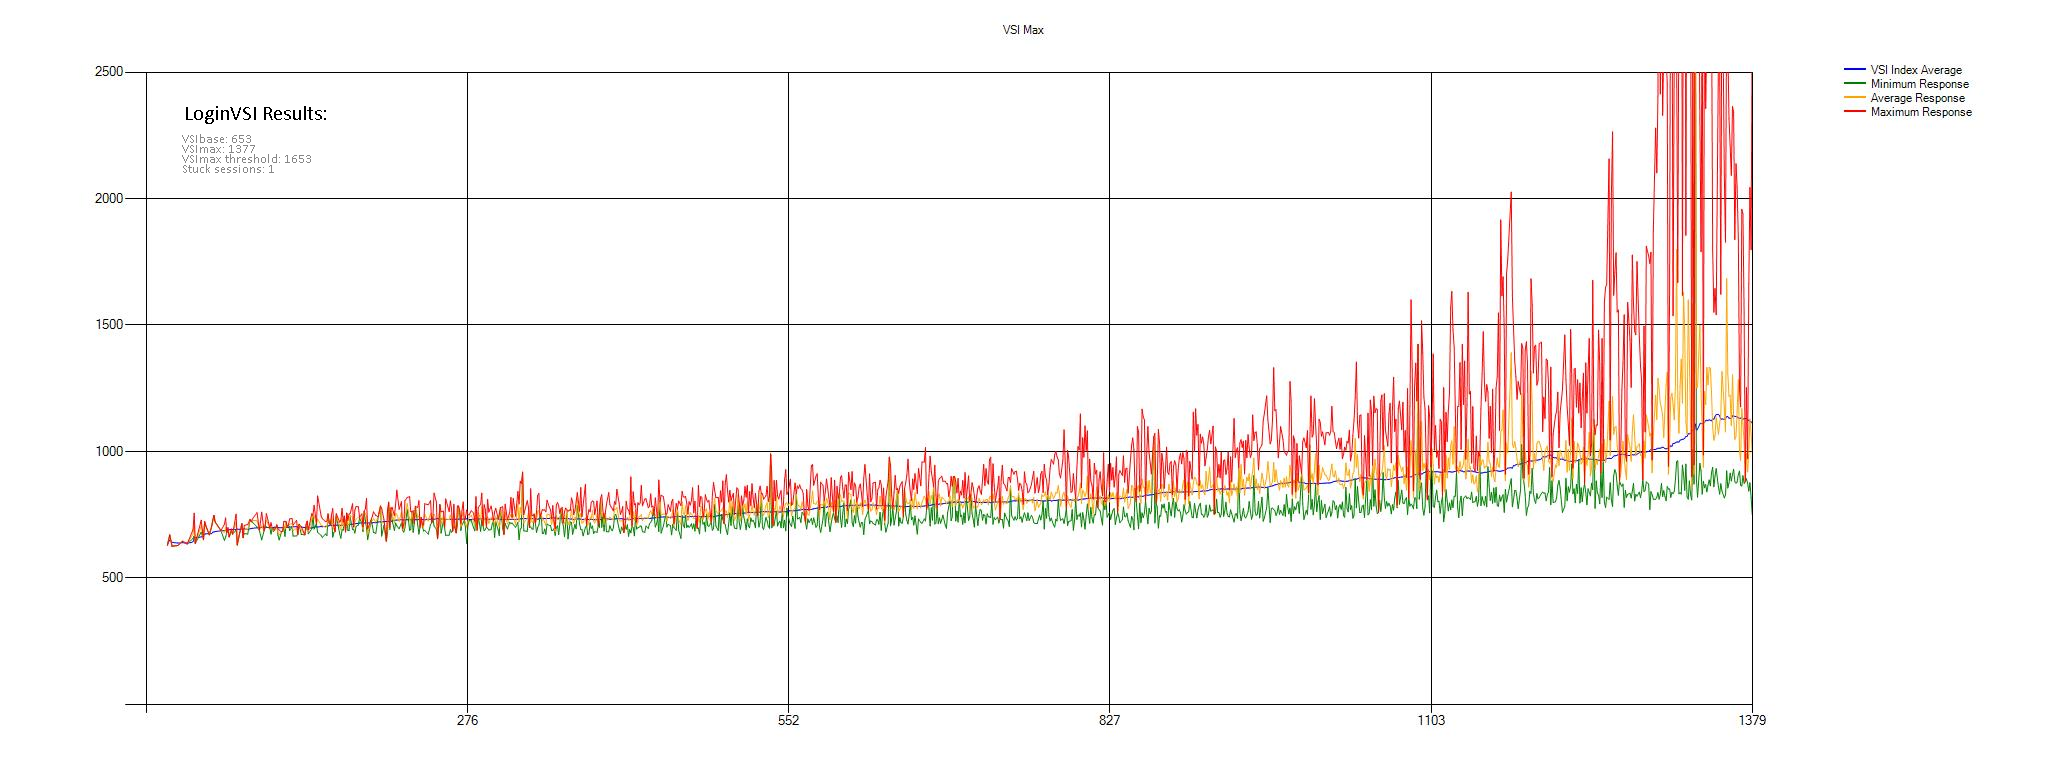 VSI Max
2500
2000
1500
1000
500
LoginVSI Results:
VSIbase: 653
VSImax: 1377
VSImax threshold: 1653
Stuck sessions: 1
VSI Index Average
Minimum Response
Average Response
Maximum Response
276 552 827 1103 1379